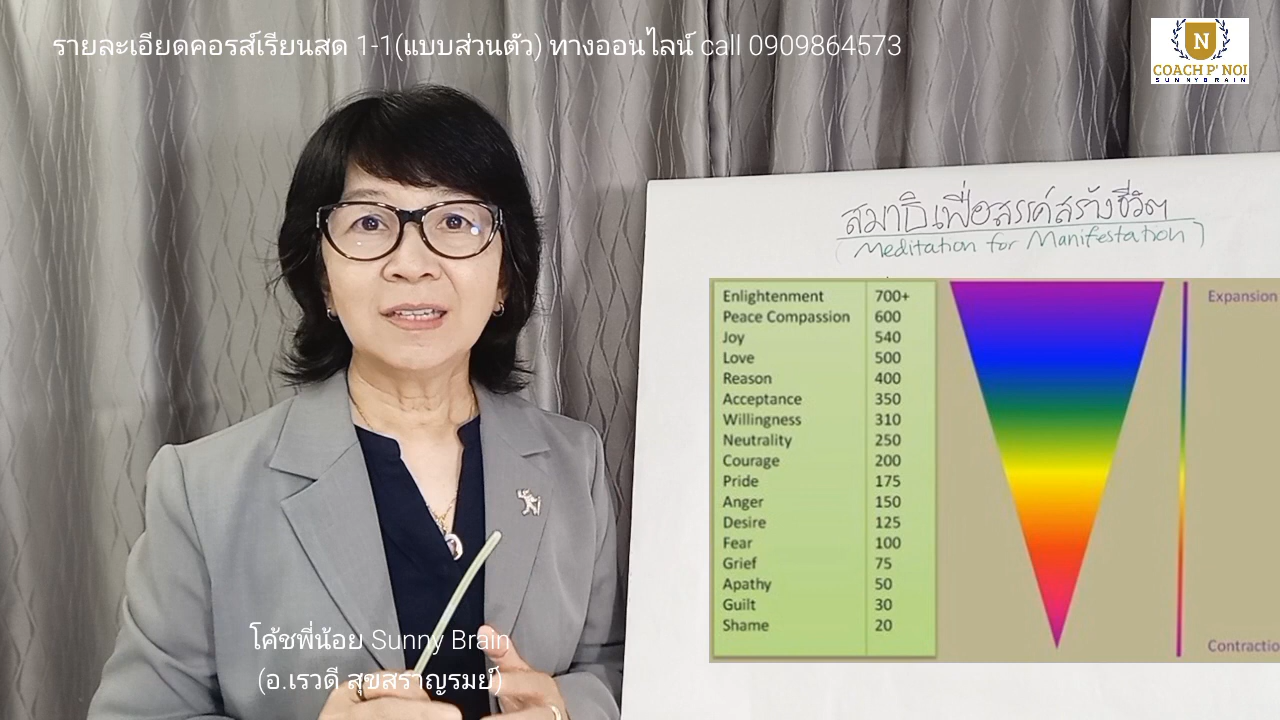 รายละเอียดคอรส์เรียนสด 1-1(แบบส่วนตัว) ทางออนไลน์ call 0909864573
N
COACH P' NOI
SUNNYBRAIN
สมาธิเพื่อสรรค์สร้างชีวิต
(Meditation for Manifestation)
Enlightenment 700+
Peace Compassion 600
Joy 540
Love 500
Reason 400
Acceptance 350
Willingness 310
Neutrality 250
Courage 200
Pride 175
Anger 150
Desire 125
Fear 100
Grief 75
Apathy 50
Guilt 30
Shame 20
Expansion
Contractio
โค้ชพี่น้อย Sunny Brain
(อ.เรวดี สุขสราญรมย์)